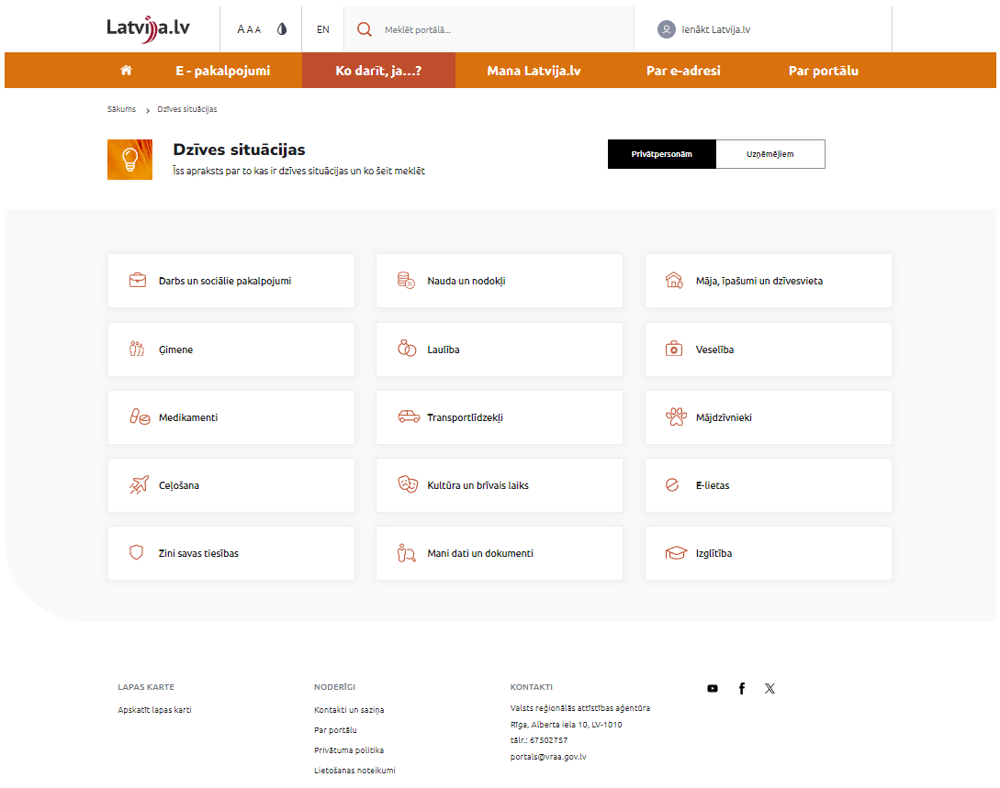 Latvija.lv
A A A
EN
Meklēt portālā...
Ienākt Latvija.lv
E - pakalpojumi
Ko darīt, ja...?
Mana Latvija.lv
Par e-adresi
Par portālu
Sākums > Dzīves situācijas
Dzīves situācijas
Īss apraksts par to kas ir dzīves situācijas un ko šeit meklēt
Privātpersonām
Uzņēmējiem
Darbs un sociālie pakalpojumi
Nauda un nodokļi
Māja, īpašumi un dzīvesvieta
Ģimene
Laulība
Veselība
Medikamenti
Transportlīdzekļi
Mājdzīvnieki
Ceļošana
Kultūra un brīvais laiks
E-lietas
Zini savas tiesības
Mani dati un dokumenti
Izglītība
LAPAS KARTE
Apskatīt lapas karti
NODERĪGI
Kontakti un saziņa
Par portālu
Privātuma politika
Lietošanas noteikumi
KONTAKTI
Valsts reģionālās attīstības aģentūra
Rīga, Alberta iela 10, LV-1010
tālr.: 67502757
portals@vraa.gov.lv